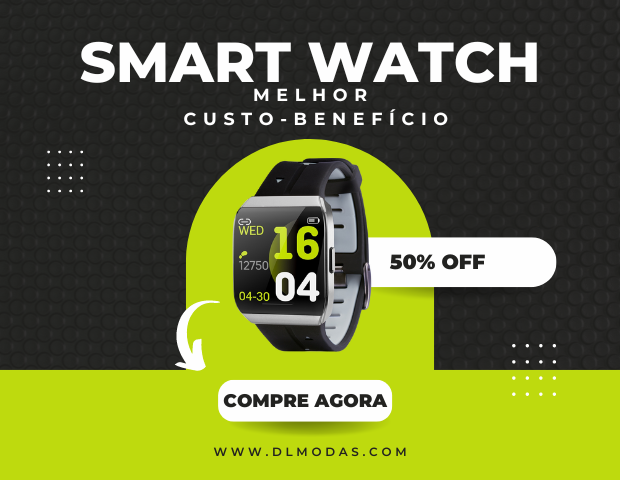 SMART WATCH
MELHOR
CUSTO-BENEFÍCIO
WED
16
12750
04
04-30
50% OFF
COMPRE AGORA
WWW.DLMODAS.COM